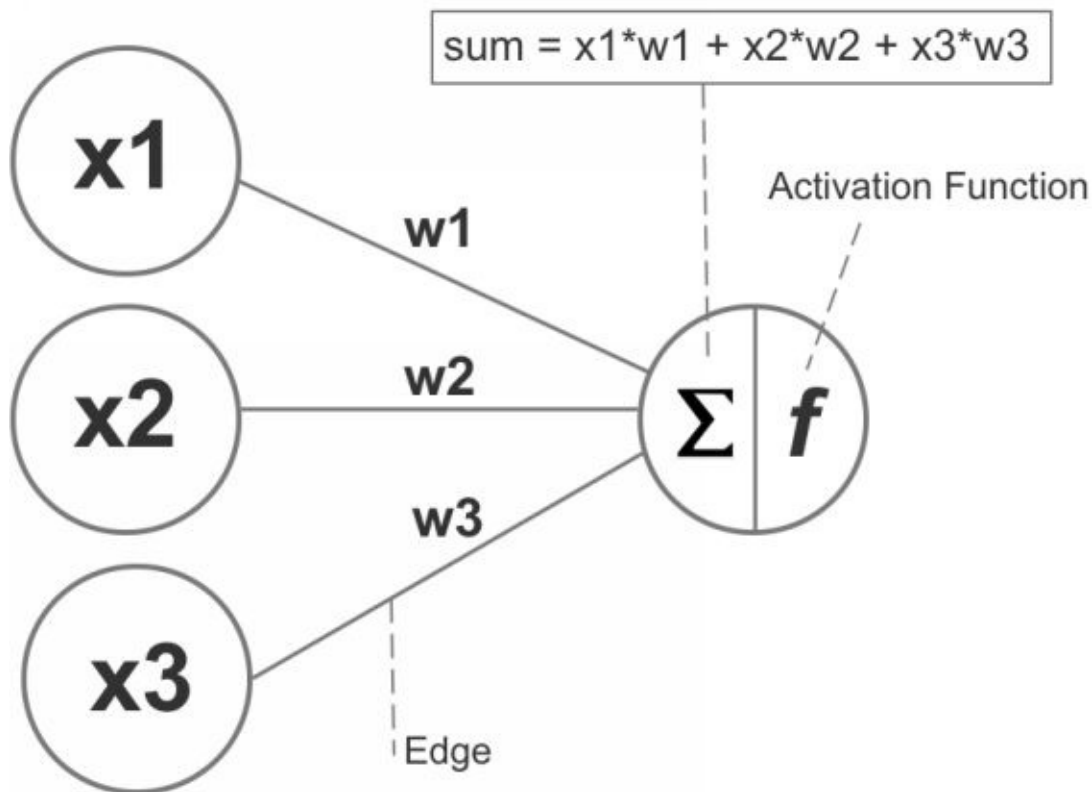 sum = x1*w1 + x2*w2 + x3*w3
x1
Activation Function
w1
w2
x2
Σ f
w3
x3
Edge